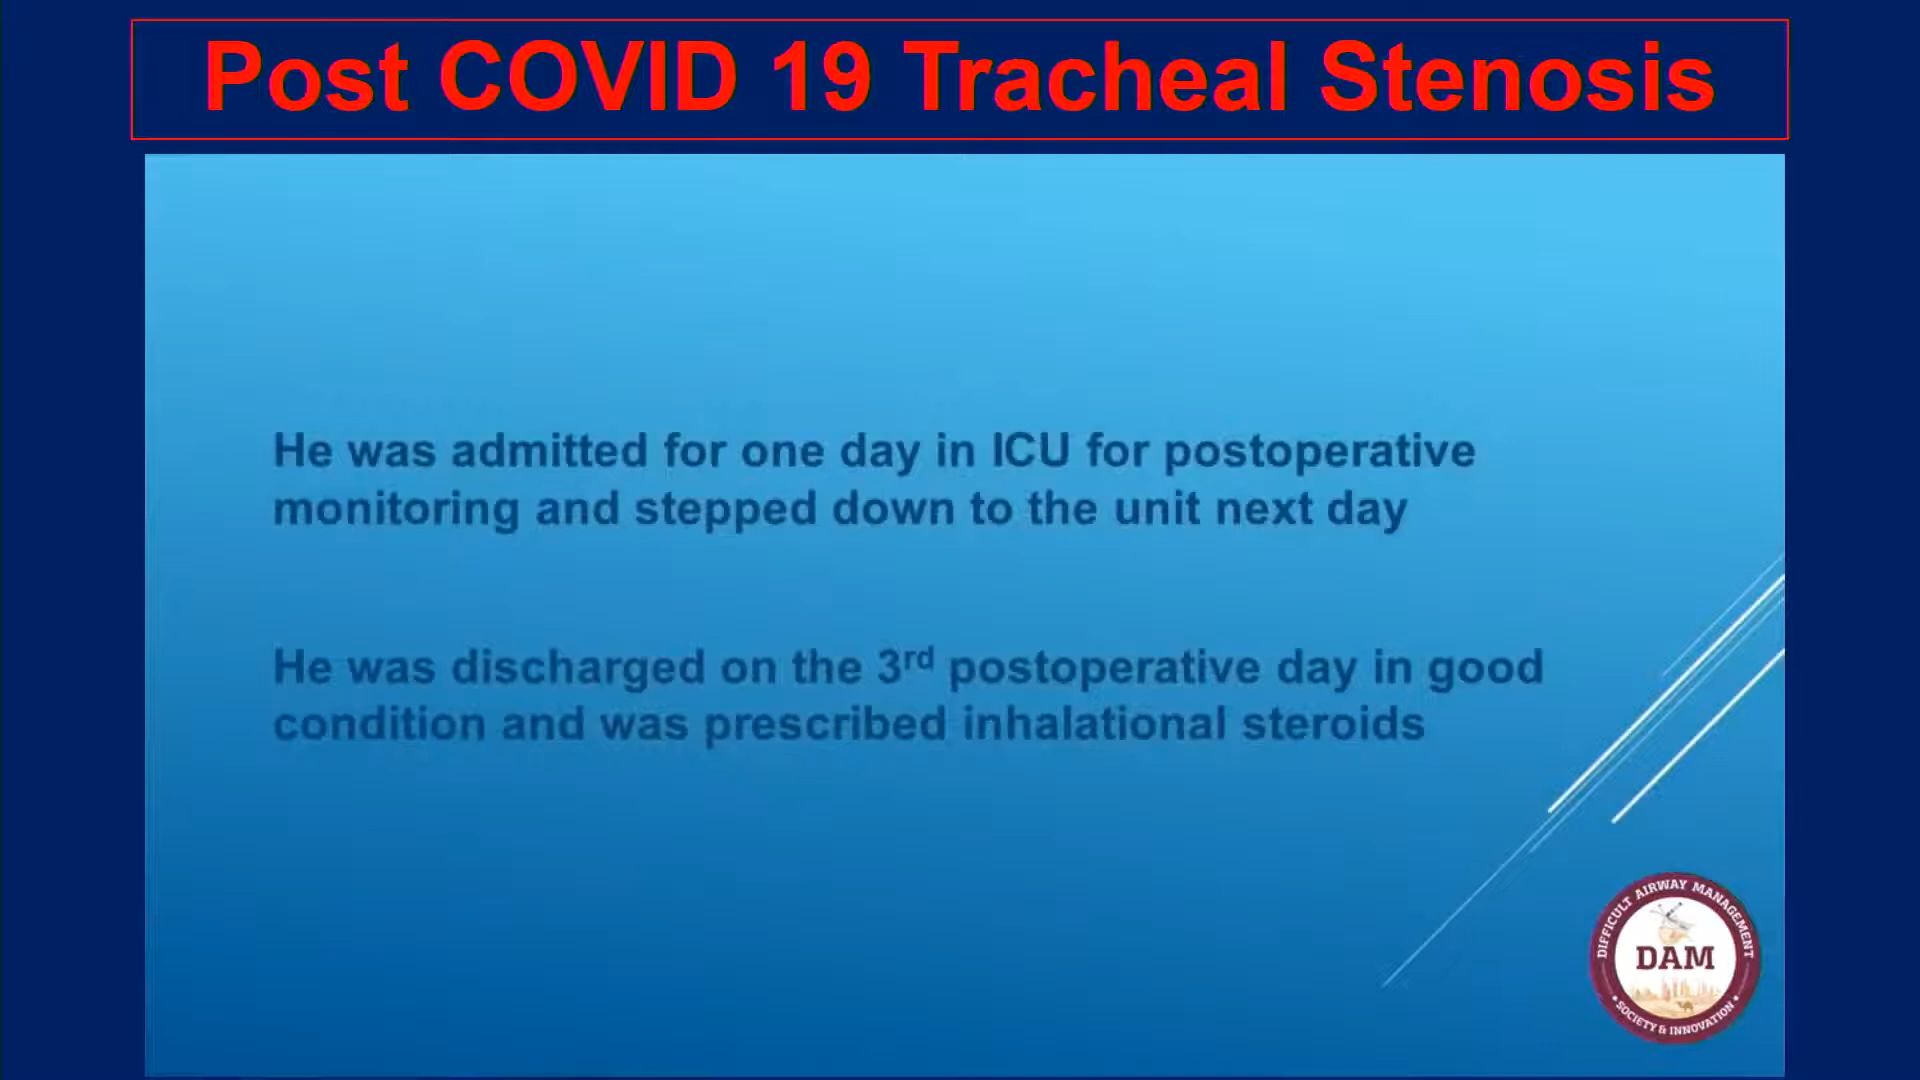 Post COVID 19 Tracheal Stenosis
He was admitted for one day in ICU for postoperative
monitoring and stepped down to the unit next day
He was discharged on the 3rd postoperative day in good
condition and was prescribed inhalational steroids
DIFFICULT AIRWAY MANAGEMENT
DAM
SOCIETY & INNOVATION